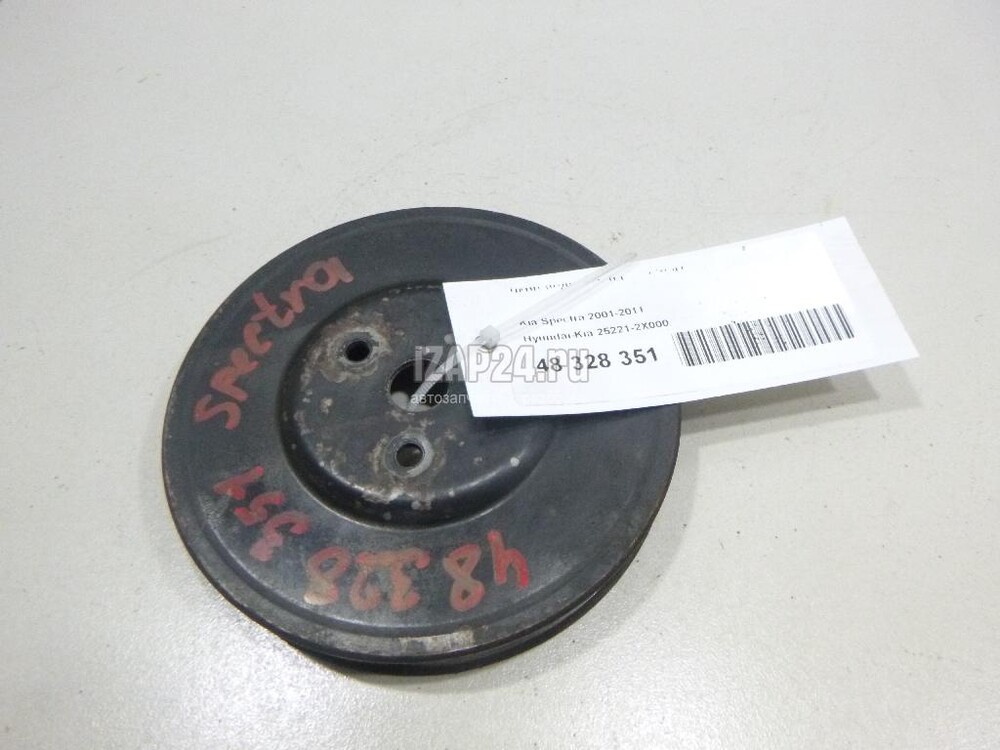 spectra
48 328 351
Kia Spectra 2001-2011
Hyundai-Kia 25221-2X000
48 328 351
IZAP24.ru